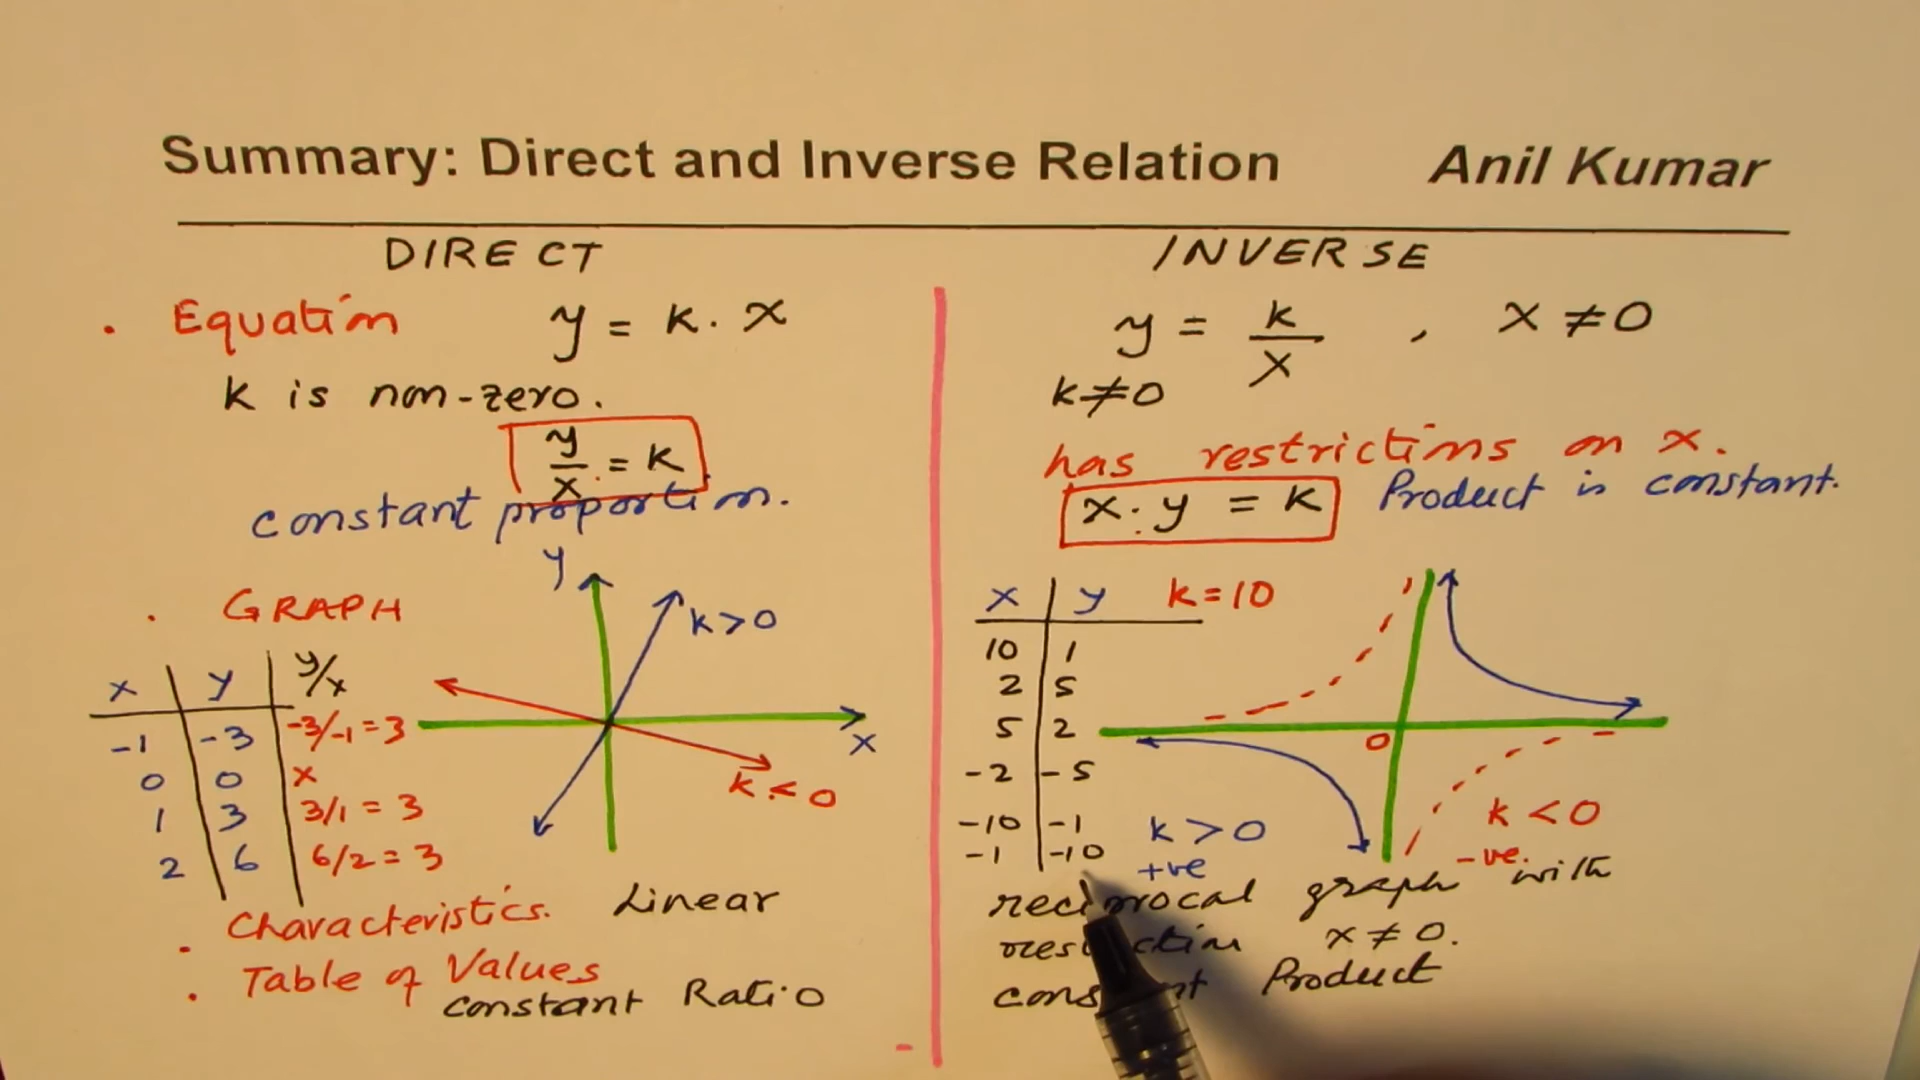 Summary: Direct and Inverse Relation Anil Kumar
DIRECT
. Equation y = k . x
k is non-zero.
y/x = k
constant proportion.
. GRAPH
y
k > 0
x
k < 0
x y y/x
-1 -3 -3/-1 = 3
0 0 x
1 3 3/1 = 3
2 6 6/2 = 3
. Characteristics. Linear
. Table of Values
constant Ratio
INVERSE
y = k/x , x ≠ 0
k ≠ 0
has restrictions on x.
x . y = k Product is constant.
x y k = 10
10 1
2 5
5 2
-2 -5
-10 -1
-1 -10
0
k > 0
+ve
k < 0
-ve.
reciprocal graph with
x ≠ 0.
Product